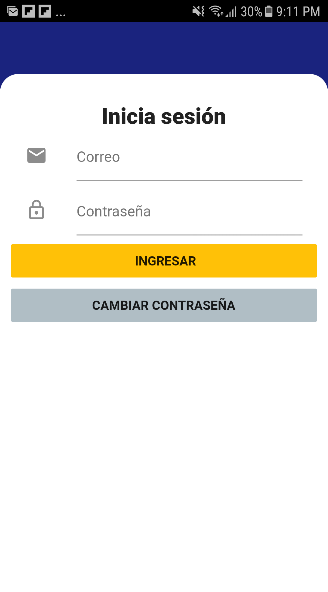 ... 30% 9:11 PM
Inicia sesión
Correo
Contraseña
INGRESAR
CAMBIAR CONTRASEÑA